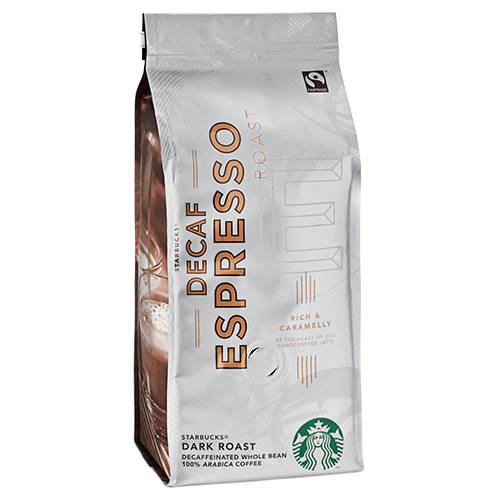 FAIRTRADE
STARBUCKS®
DECAF
ESPRESSO
ROAST
RICH &
CARAMELLY
AT THE HEART OF OUR
HANDCRAFTED LATTE
STARBUCKS®
DARK ROAST
DECAFFEINATED WHOLE BEAN
100% ARABICA COFFEE